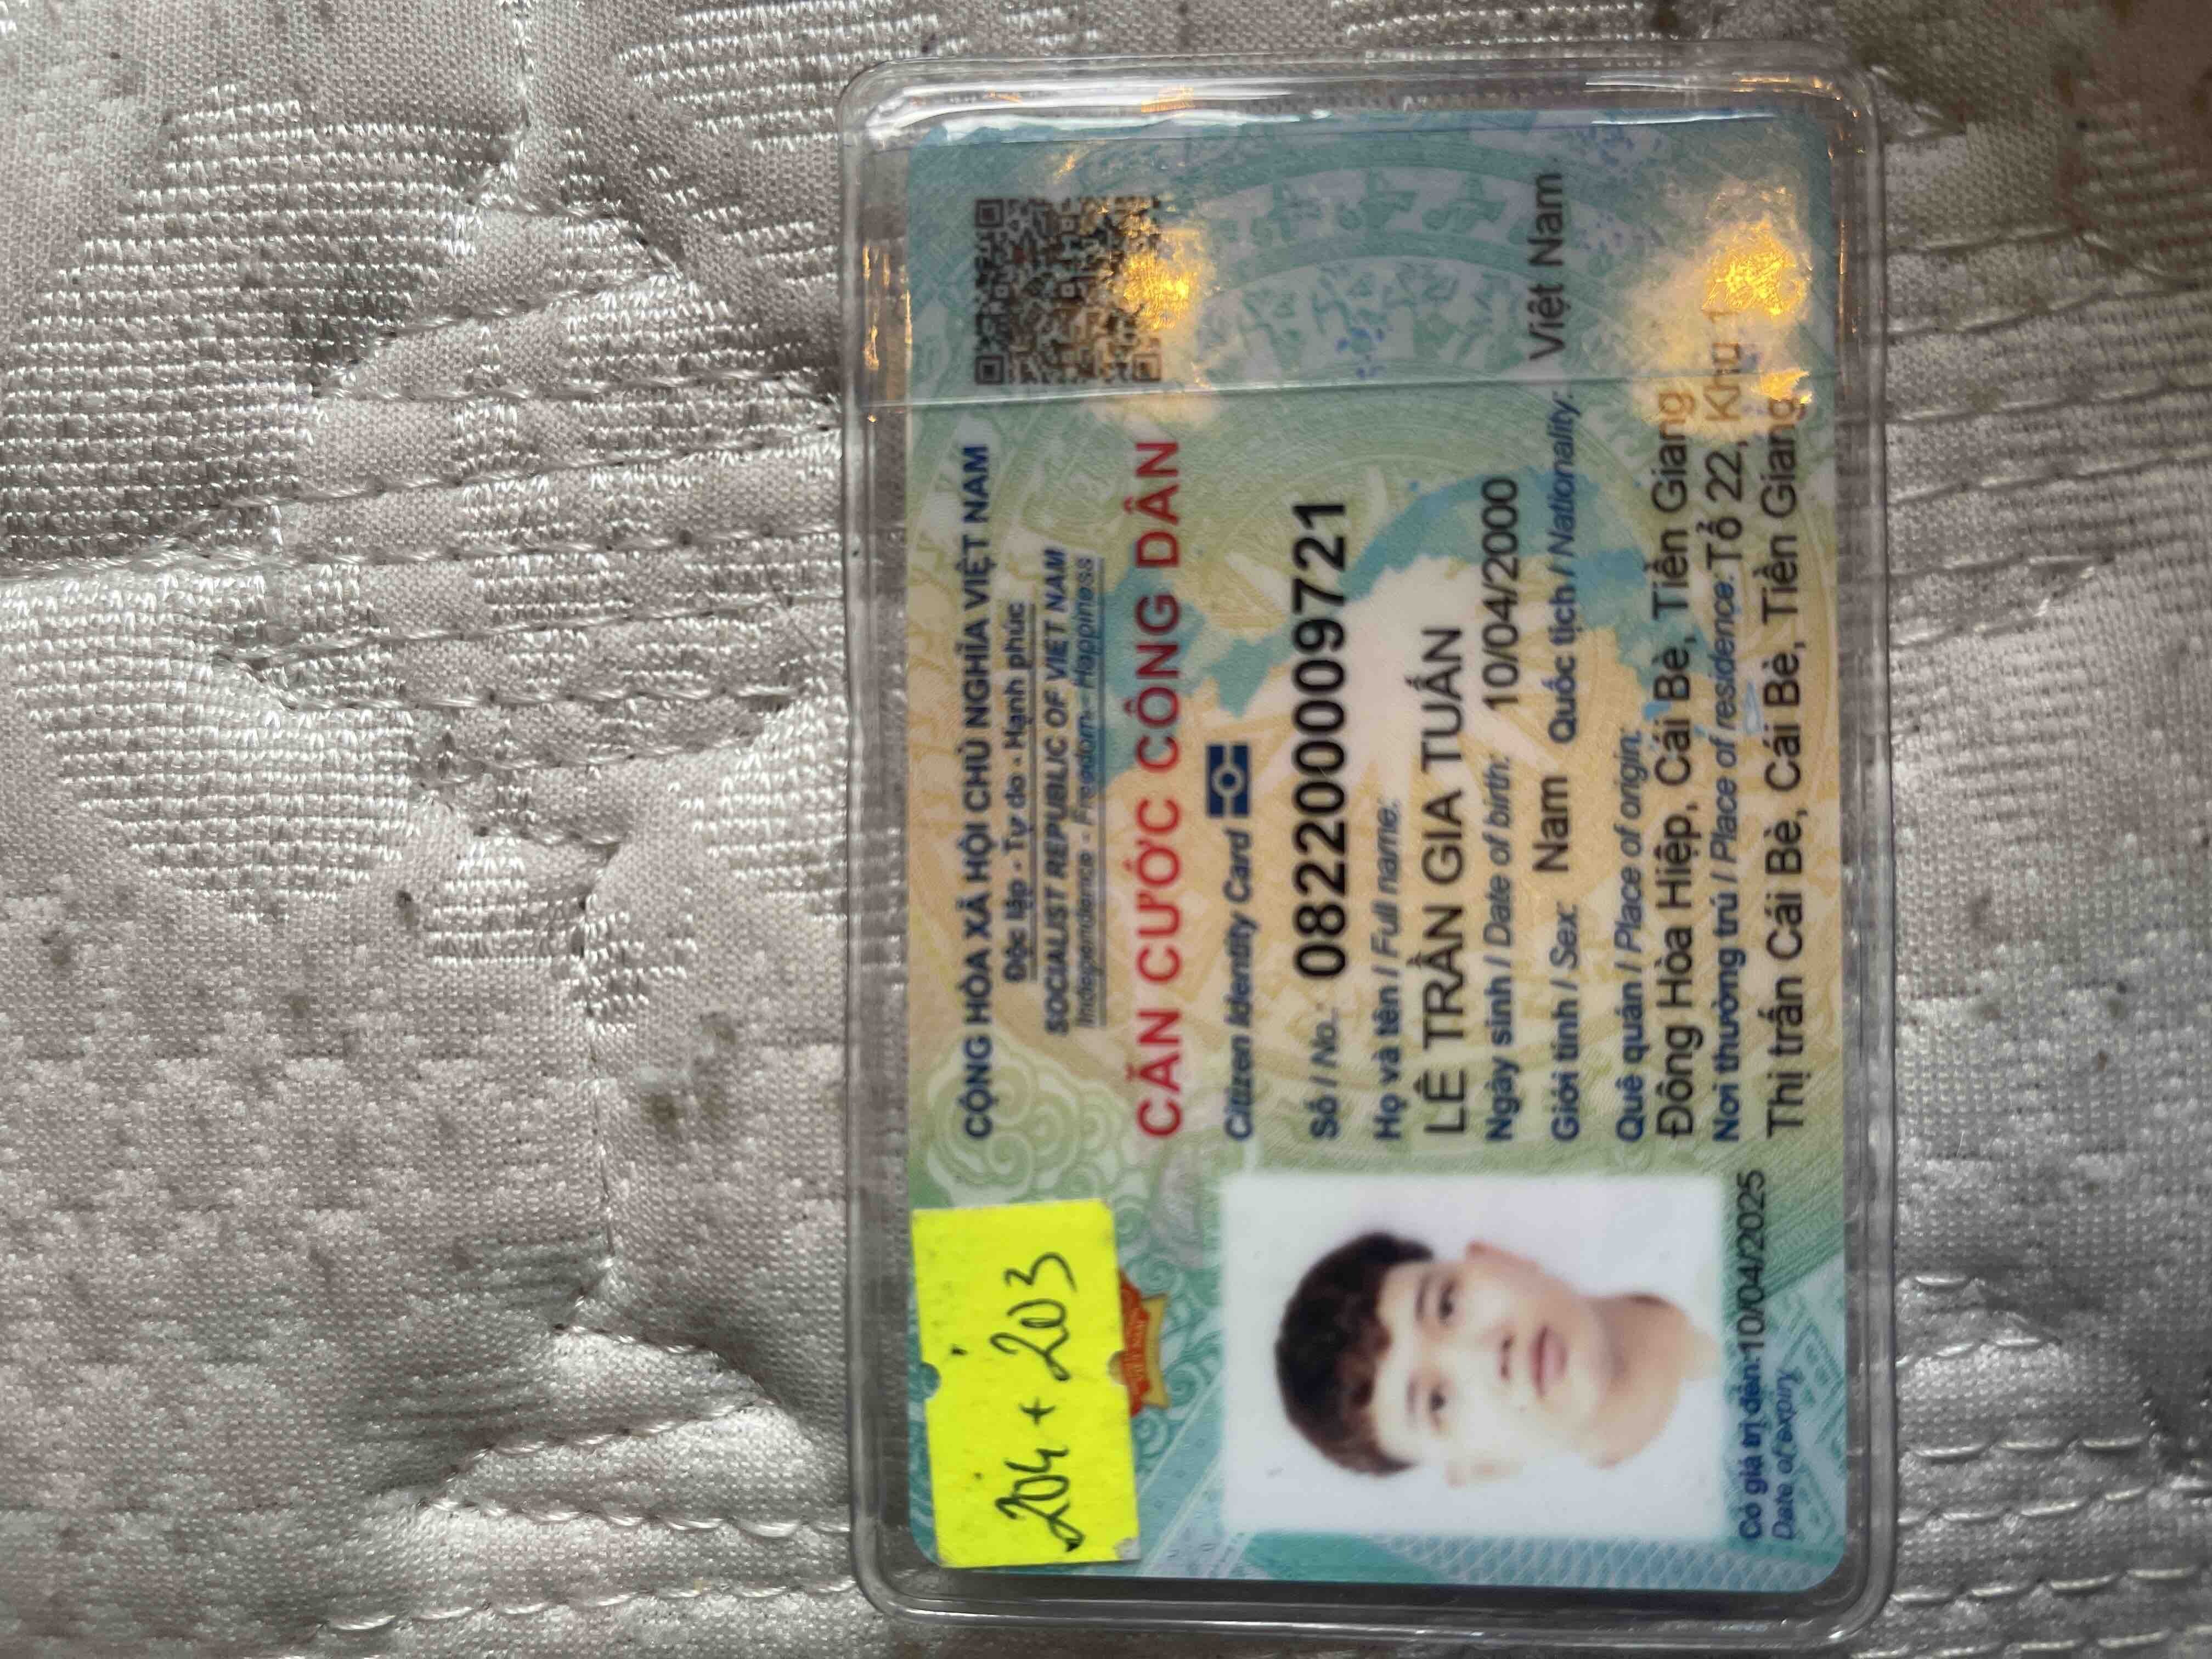 204 + 203
CỘNG HÒA XÃ HỘI CHỦ NGHĨA VIỆT NAM
Độc lập - Tự do - Hạnh phúc
SOCIALIST REPUBLIC OF VIET NAM
Independence - Freedom - Happiness
CĂN CƯỚC CÔNG DÂN
Citizen Identity Card
Số / No.: 082200009721
Họ và tên / Full name:
LÊ TRẦN GIA TUẤN
Ngày sinh / Date of birth: 10/04/2000
Giới tính / Sex: Nam Quốc tịch / Nationality: Việt Nam
Quê quán / Place of origin:
Đông Hòa Hiệp, Cái Bè, Tiền Giang
Nơi thường trú / Place of residence: Tổ 22, Khu 1
Thị trấn Cái Bè, Cái Bè, Tiền Giang
Có giá trị đến: 10/04/2025
Date of expiry